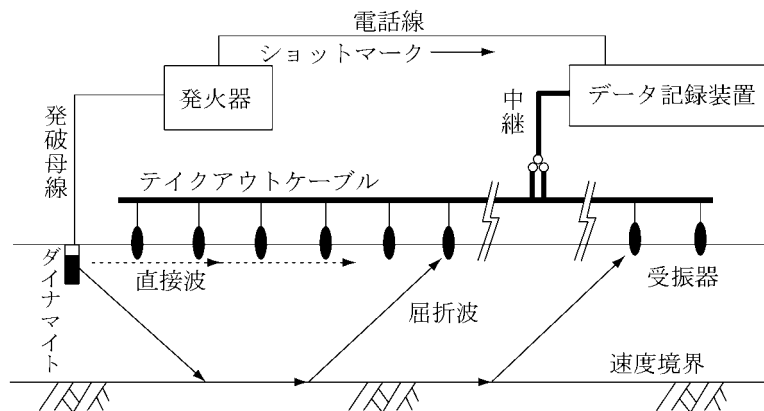 電話線
ショットマーク
発火器
データ記録装置
中継
発破母線
テイクアウトケーブル
ダイナマイト
直接波
屈折波
受振器
速度境界